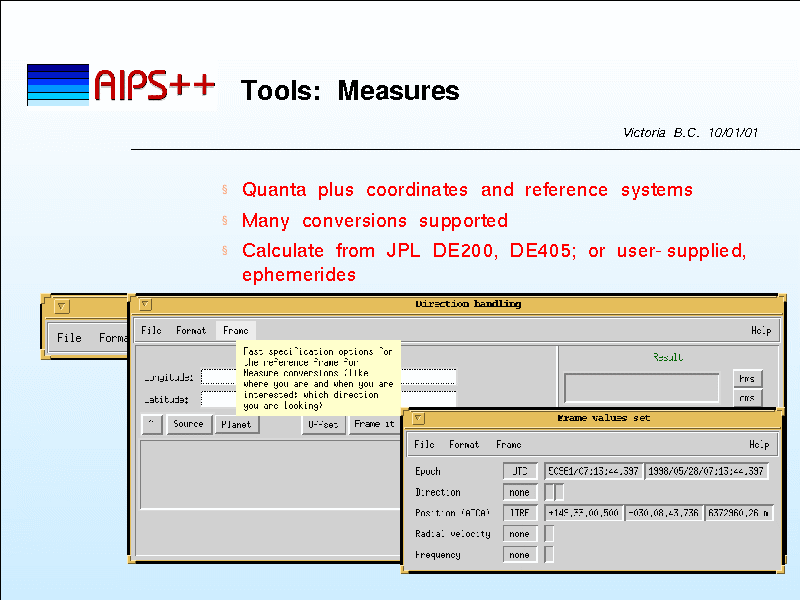 AIPS++
Tools: Measures
Victoria B.C. 10/01/01
§ Quanta plus coordinates and reference systems
§ Many conversions supported
§ Calculate from JPL DE200, DE405; or user-supplied,
ephemerides
File Forma
Direction handling
File Format Frame Help
Fast specification options for
the reference frame for
Measure conversions (like
where you are and when you are
interested; which direction
you are looking)
Result
Longitude: hms
Latitude: dms
^ Source Planet Offset Frame it
Frame values set
File Format Frame Help
Epoch UTC 50961/07:13:44.397 1998/05/28/07:13:44.397
Direction none
Position (ATCA) ITRF +149.33.00.500 -030.08.43.736 6372960.26 m
Radial velocity none
Frequency none